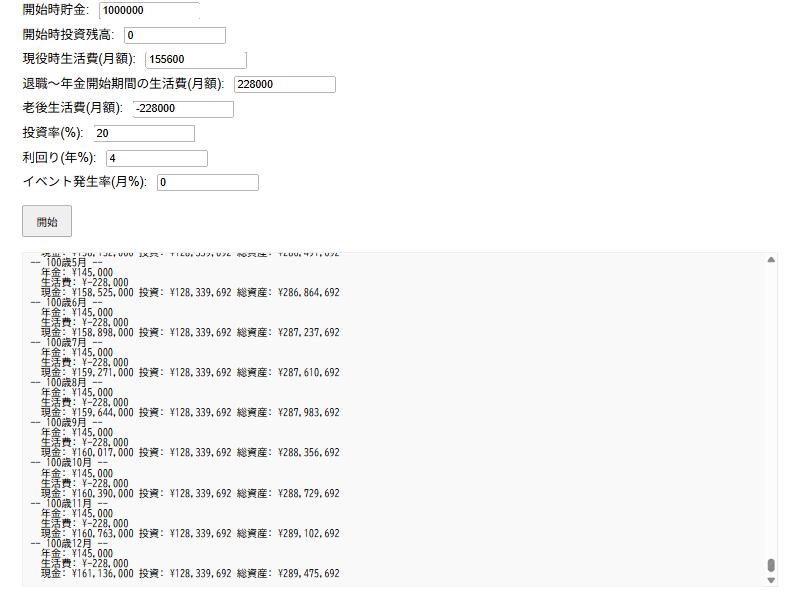 開始時貯金: 1000000
開始時投資残高: 0
現役時生活費(月額): 155600
退職～年金開始期間の生活費(月額): 228000
老後生活費(月額): -228000
投資率(%): 20
利回り(年%): 4
イベント発生率(月%): 0
開始
現金: ¥158,152,000 投資: ¥128,339,692 総資産: ¥286,491,692
-- 100歳5月 --
年金: ¥145,000
生活費: ¥-228,000
現金: ¥158,525,000 投資: ¥128,339,692 総資産: ¥286,864,692
-- 100歳6月 --
年金: ¥145,000
生活費: ¥-228,000
現金: ¥158,898,000 投資: ¥128,339,692 総資産: ¥287,237,692
-- 100歳7月 --
年金: ¥145,000
生活費: ¥-228,000
現金: ¥159,271,000 投資: ¥128,339,692 総資産: ¥287,610,692
-- 100歳8月 --
年金: ¥145,000
生活費: ¥-228,000
現金: ¥159,644,000 投資: ¥128,339,692 総資産: ¥287,983,692
-- 100歳9月 --
年金: ¥145,000
生活費: ¥-228,000
現金: ¥160,017,000 投資: ¥128,339,692 総資産: ¥288,356,692
-- 100歳10月 --
年金: ¥145,000
生活費: ¥-228,000
現金: ¥160,390,000 投資: ¥128,339,692 総資産: ¥288,729,692
-- 100歳11月 --
年金: ¥145,000
生活費: ¥-228,000
現金: ¥160,763,000 投資: ¥128,339,692 総資産: ¥289,102,692
-- 100歳12月 --
年金: ¥145,000
生活費: ¥-228,000
現金: ¥161,136,000 投資: ¥128,339,692 総資産: ¥289,475,692